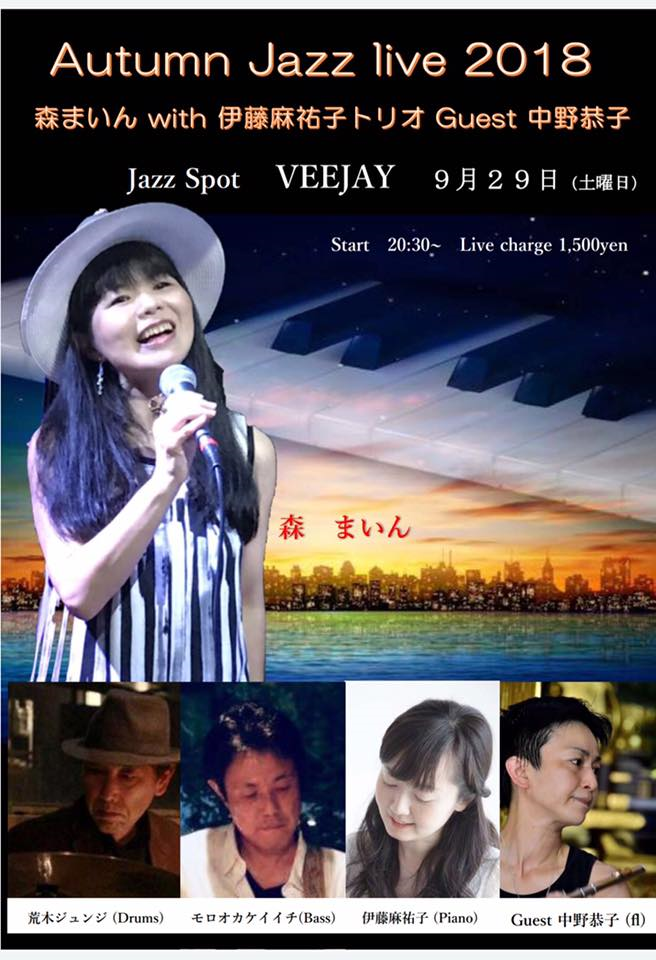 Autumn Jazz live 2018
森まいん with 伊藤麻祐子トリオ Guest 中野恭子
Jazz Spot VEEJAY 9月29日（土曜日）
Start 20:30~ Live charge 1,500yen
森 まいん
荒木ジュンジ (Drums) モロオカケイイチ(Bass) 伊藤麻祐子 (Piano) Guest 中野恭子 (fl)